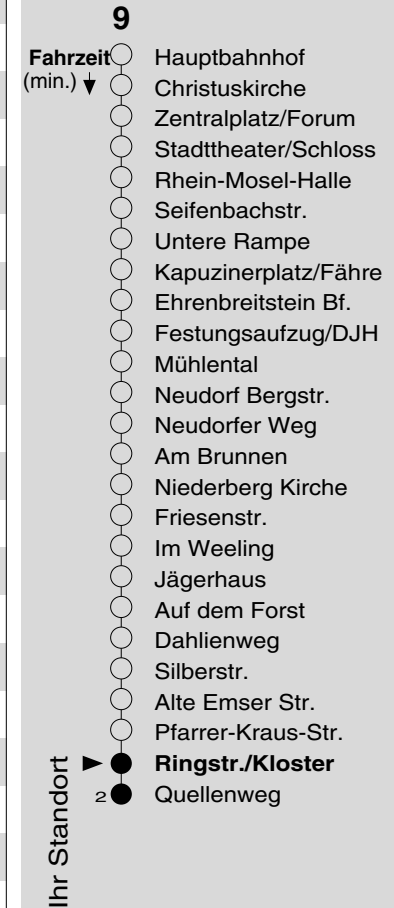 9
Fahrzeit
(min.)
Hauptbahnhof
Christuskirche
Zentralplatz/Forum
Stadttheater/Schloss
Rhein-Mosel-Halle
Seifenbachstr.
Untere Rampe
Kapuzinerplatz/Fähre
Ehrenbreitstein Bf.
Festungsaufzug/DJH
Mühlental
Neudorf Bergstr.
Neudorfer Weg
Am Brunnen
Niederberg Kirche
Friesenstr.
Im Weeling
Jägerhaus
Auf dem Forst
Dahlienweg
Silberstr.
Alte Emser Str.
Pfarrer-Kraus-Str.
Ringstr./Kloster
2 Quellenweg
Ihr Standort